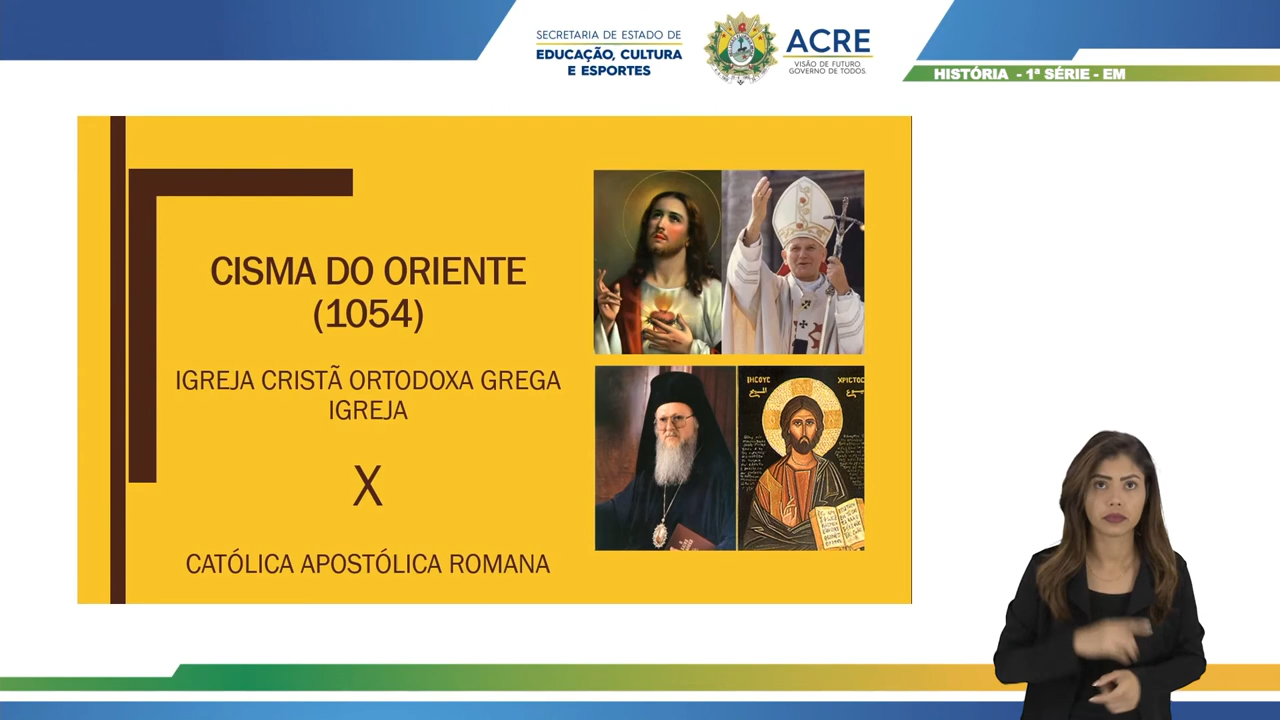 SECRETARIA DE ESTADO DE
EDUCAÇÃO, CULTURA
E ESPORTES
ACRE
VISÃO DE FUTURO.
GOVERNO DE TODOS.
HISTÓRIA - 1ª SÉRIE - EM
CISMA DO ORIENTE
(1054)
IGREJA CRISTÃ ORTODOXA GREGA
IGREJA
X
CATÓLICA APOSTÓLICA ROMANA